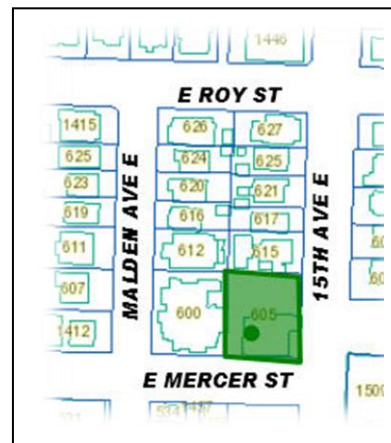 1446
E ROY ST
1415 626 627
625 624 625
623 620 621
619 616 617
611 612 615
607 600 605
1412
MALDEN AVE E
15TH AVE E
E MERCER ST
1509